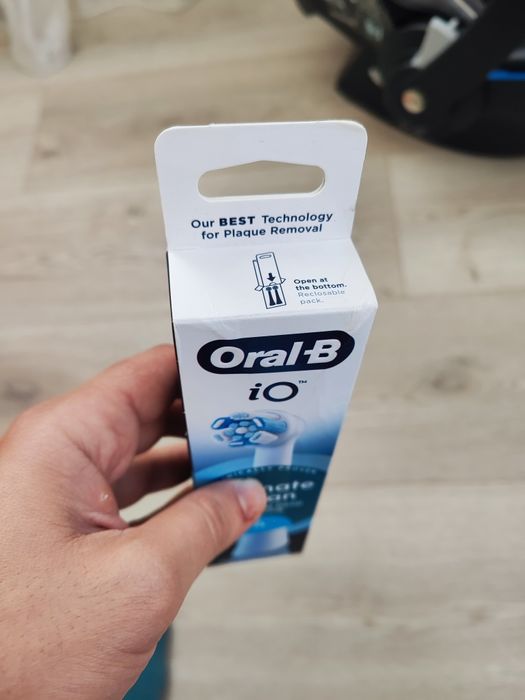 Our BEST Technology
for Plaque Removal
Open at
the bottom.
Reclosable
pack.
Oral-B
iO™